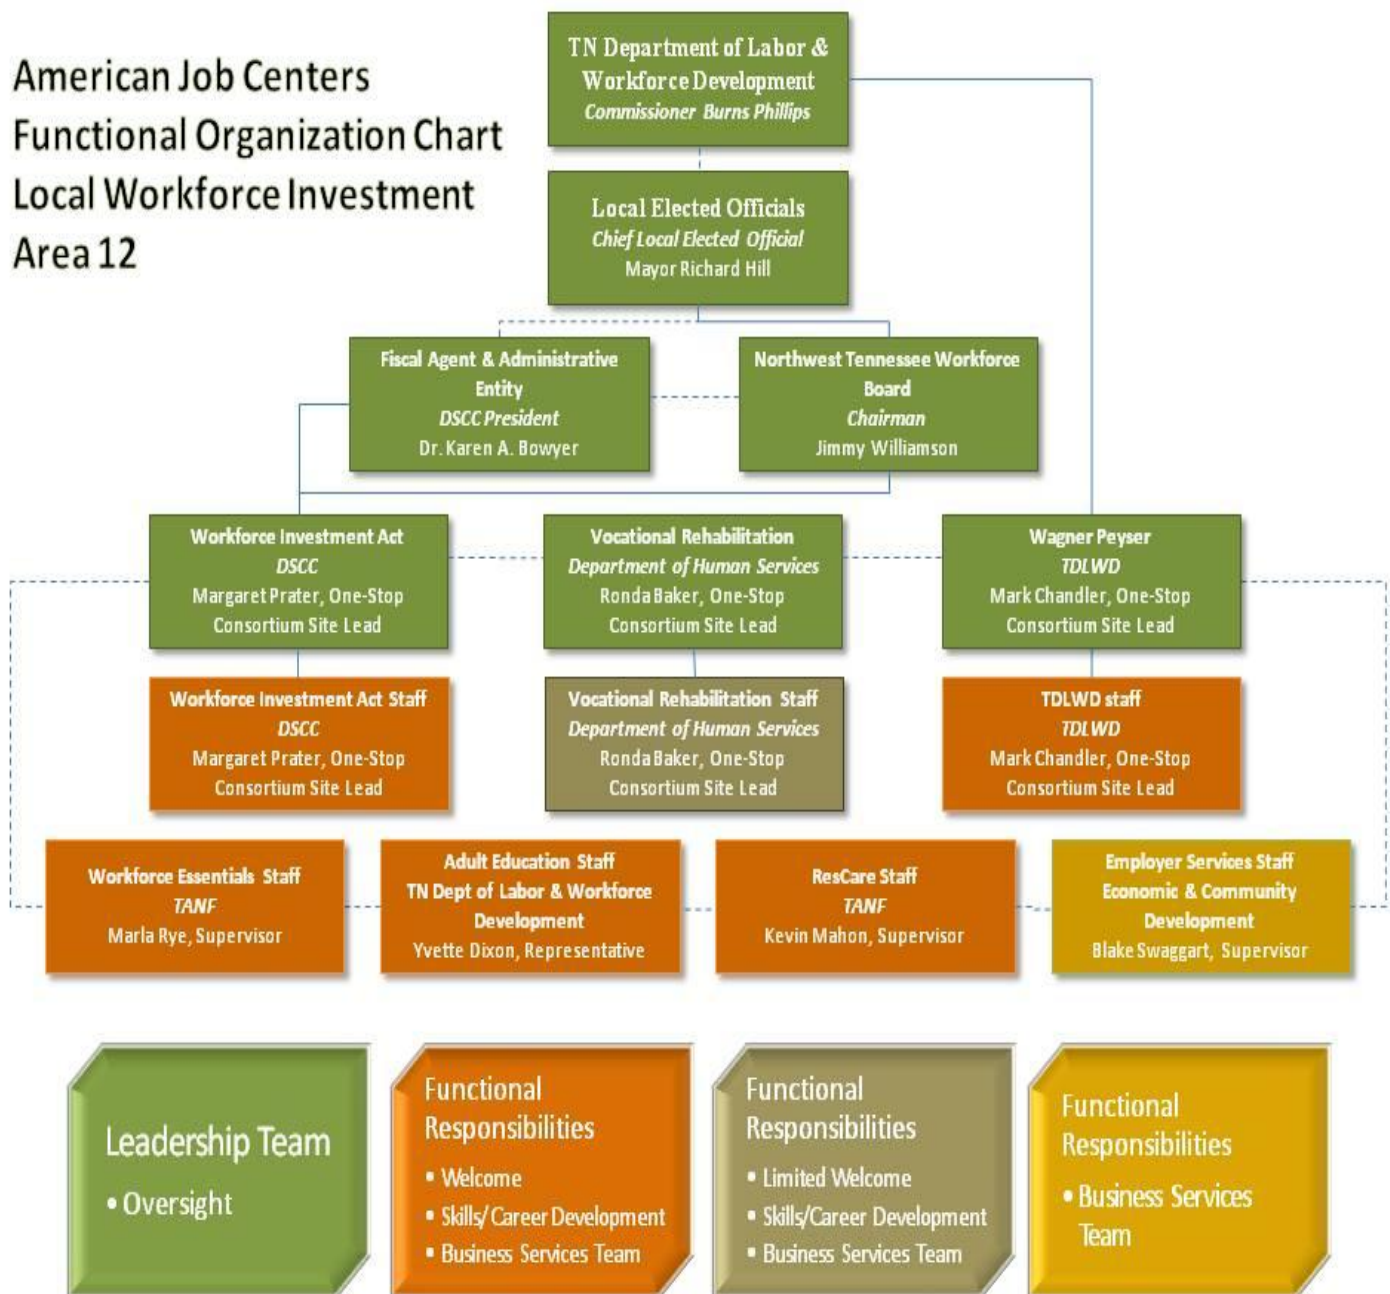 American Job Centers
Functional Organization Chart
Local Workforce Investment
Area 12
TN Department of Labor &
Workforce Development
Commissioner Burns Phillips
Local Elected Officials
Chief Local Elected Official
Mayor Richard Hill
Fiscal Agent & Administrative
Entity
DSCC President
Dr. Karen A. Bowyer
Northwest Tennessee Workforce
Board
Chairman
Jimmy Williamson
Workforce Investment Act
DSCC
Margaret Prater, One-Stop
Consortium Site Lead
Vocational Rehabilitation
Department of Human Services
Ronda Baker, One-Stop
Consortium Site Lead
Wagner Peyser
TDLWD
Mark Chandler, One-Stop
Consortium Site Lead
Workforce Investment Act Staff
DSCC
Margaret Prater, One-Stop
Consortium Site Lead
Vocational Rehabilitation Staff
Department of Human Services
Ronda Baker, One-Stop
Consortium Site Lead
TDLWD staff
TDLWD
Mark Chandler, One-Stop
Consortium Site Lead
Workforce Essentials Staff
TANF
Marla Rye, Supervisor
Adult Education Staff
TN Dept of Labor & Workforce
Development
Yvette Dixon, Representative
ResCare Staff
TANF
Kevin Mahon, Supervisor
Employer Services Staff
Economic & Community
Development
Blake Swaggart, Supervisor
Leadership Team
• Oversight
Functional
Responsibilities
• Welcome
• Skills/Career Development
• Business Services Team
Functional
Responsibilities
• Limited Welcome
• Skills/Career Development
• Business Services Team
Functional
Responsibilities
• Business Services
Team